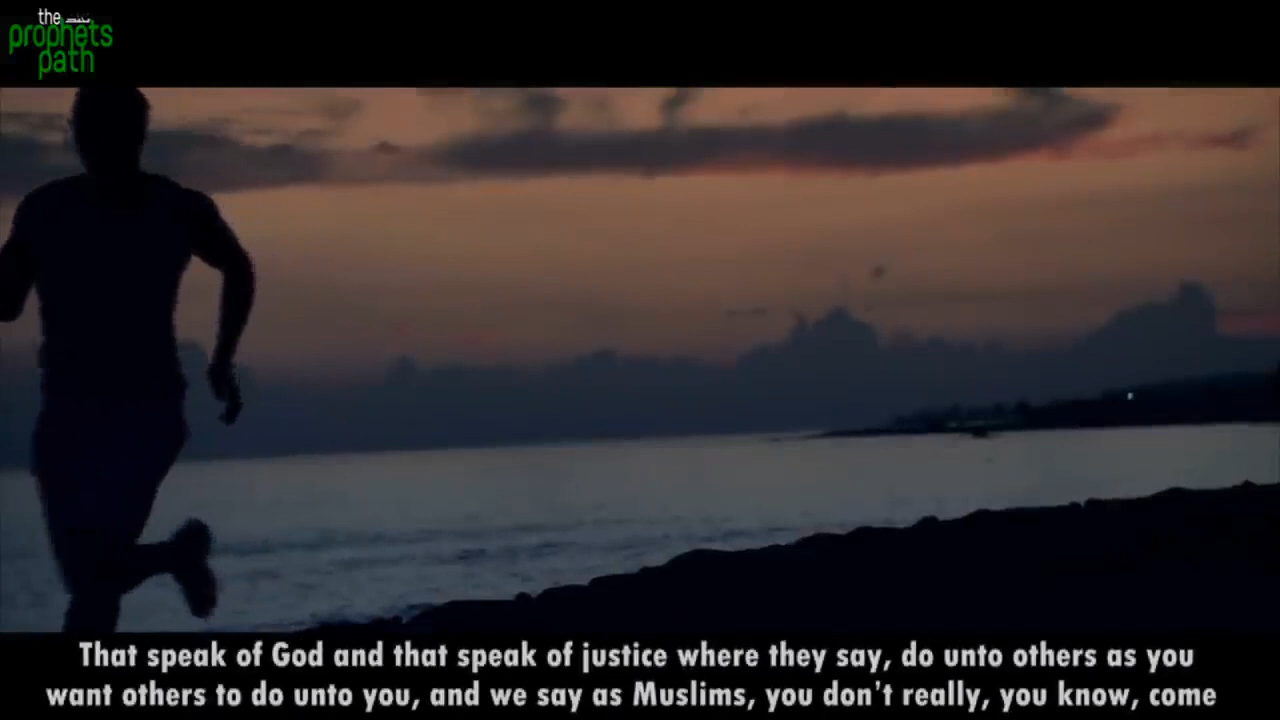 the
prophets
path
That speak of God and that speak of justice where they say, do unto others as you
want others to do unto you, and we say as Muslims, you don't really, you know, come